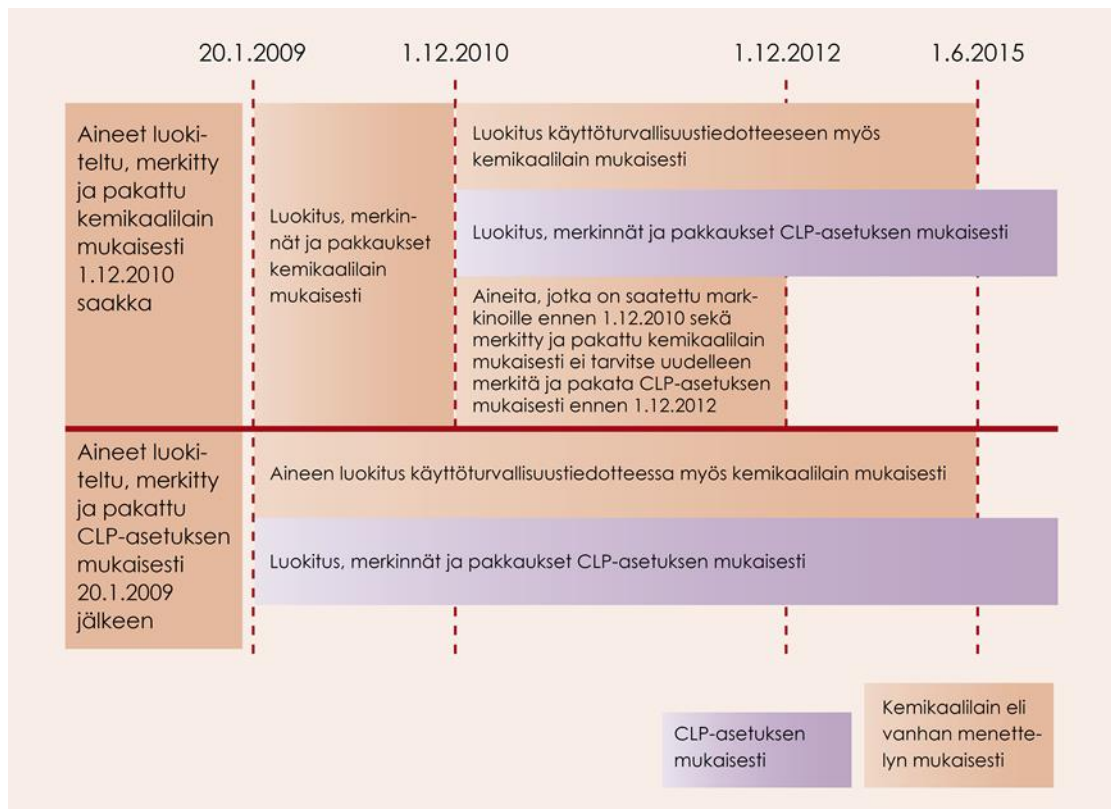 20.1.2009
1.12.2010
1.12.2012
1.6.2015
Aineet luoki-
teltu, merkitty
ja pakattu
kemikaalilain
mukaisesti
1.12.2010
saakka
Luokitus, merkin-
nät ja pakkaukset
kemikaalilain
mukaisesti
Luokitus käyttöturvallisuustiedotteeseen myös
kemikaalilain mukaisesti
Luokitus, merkinnät ja pakkaukset CLP-asetuksen mukaisesti
Aineita, jotka on saatettu mark-
kinoille ennen 1.12.2010 sekä
merkitty ja pakattu kemikaalilain
mukaisesti ei tarvitse uudelleen
merkitä ja pakata CLP-asetuksen
mukaisesti ennen 1.12.2012
Aineet luoki-
teltu, merkitty
ja pakattu
CLP-asetuksen
mukaisesti
20.1.2009
jälkeen
Aineen luokitus käyttöturvallisuustiedotteessa myös kemikaalilain mukaisesti
Luokitus, merkinnät ja pakkaukset CLP-asetuksen mukaisesti
CLP-asetuksen
mukaisesti
Kemikaalilain eli
vanhan menette-
lyn mukaisesti